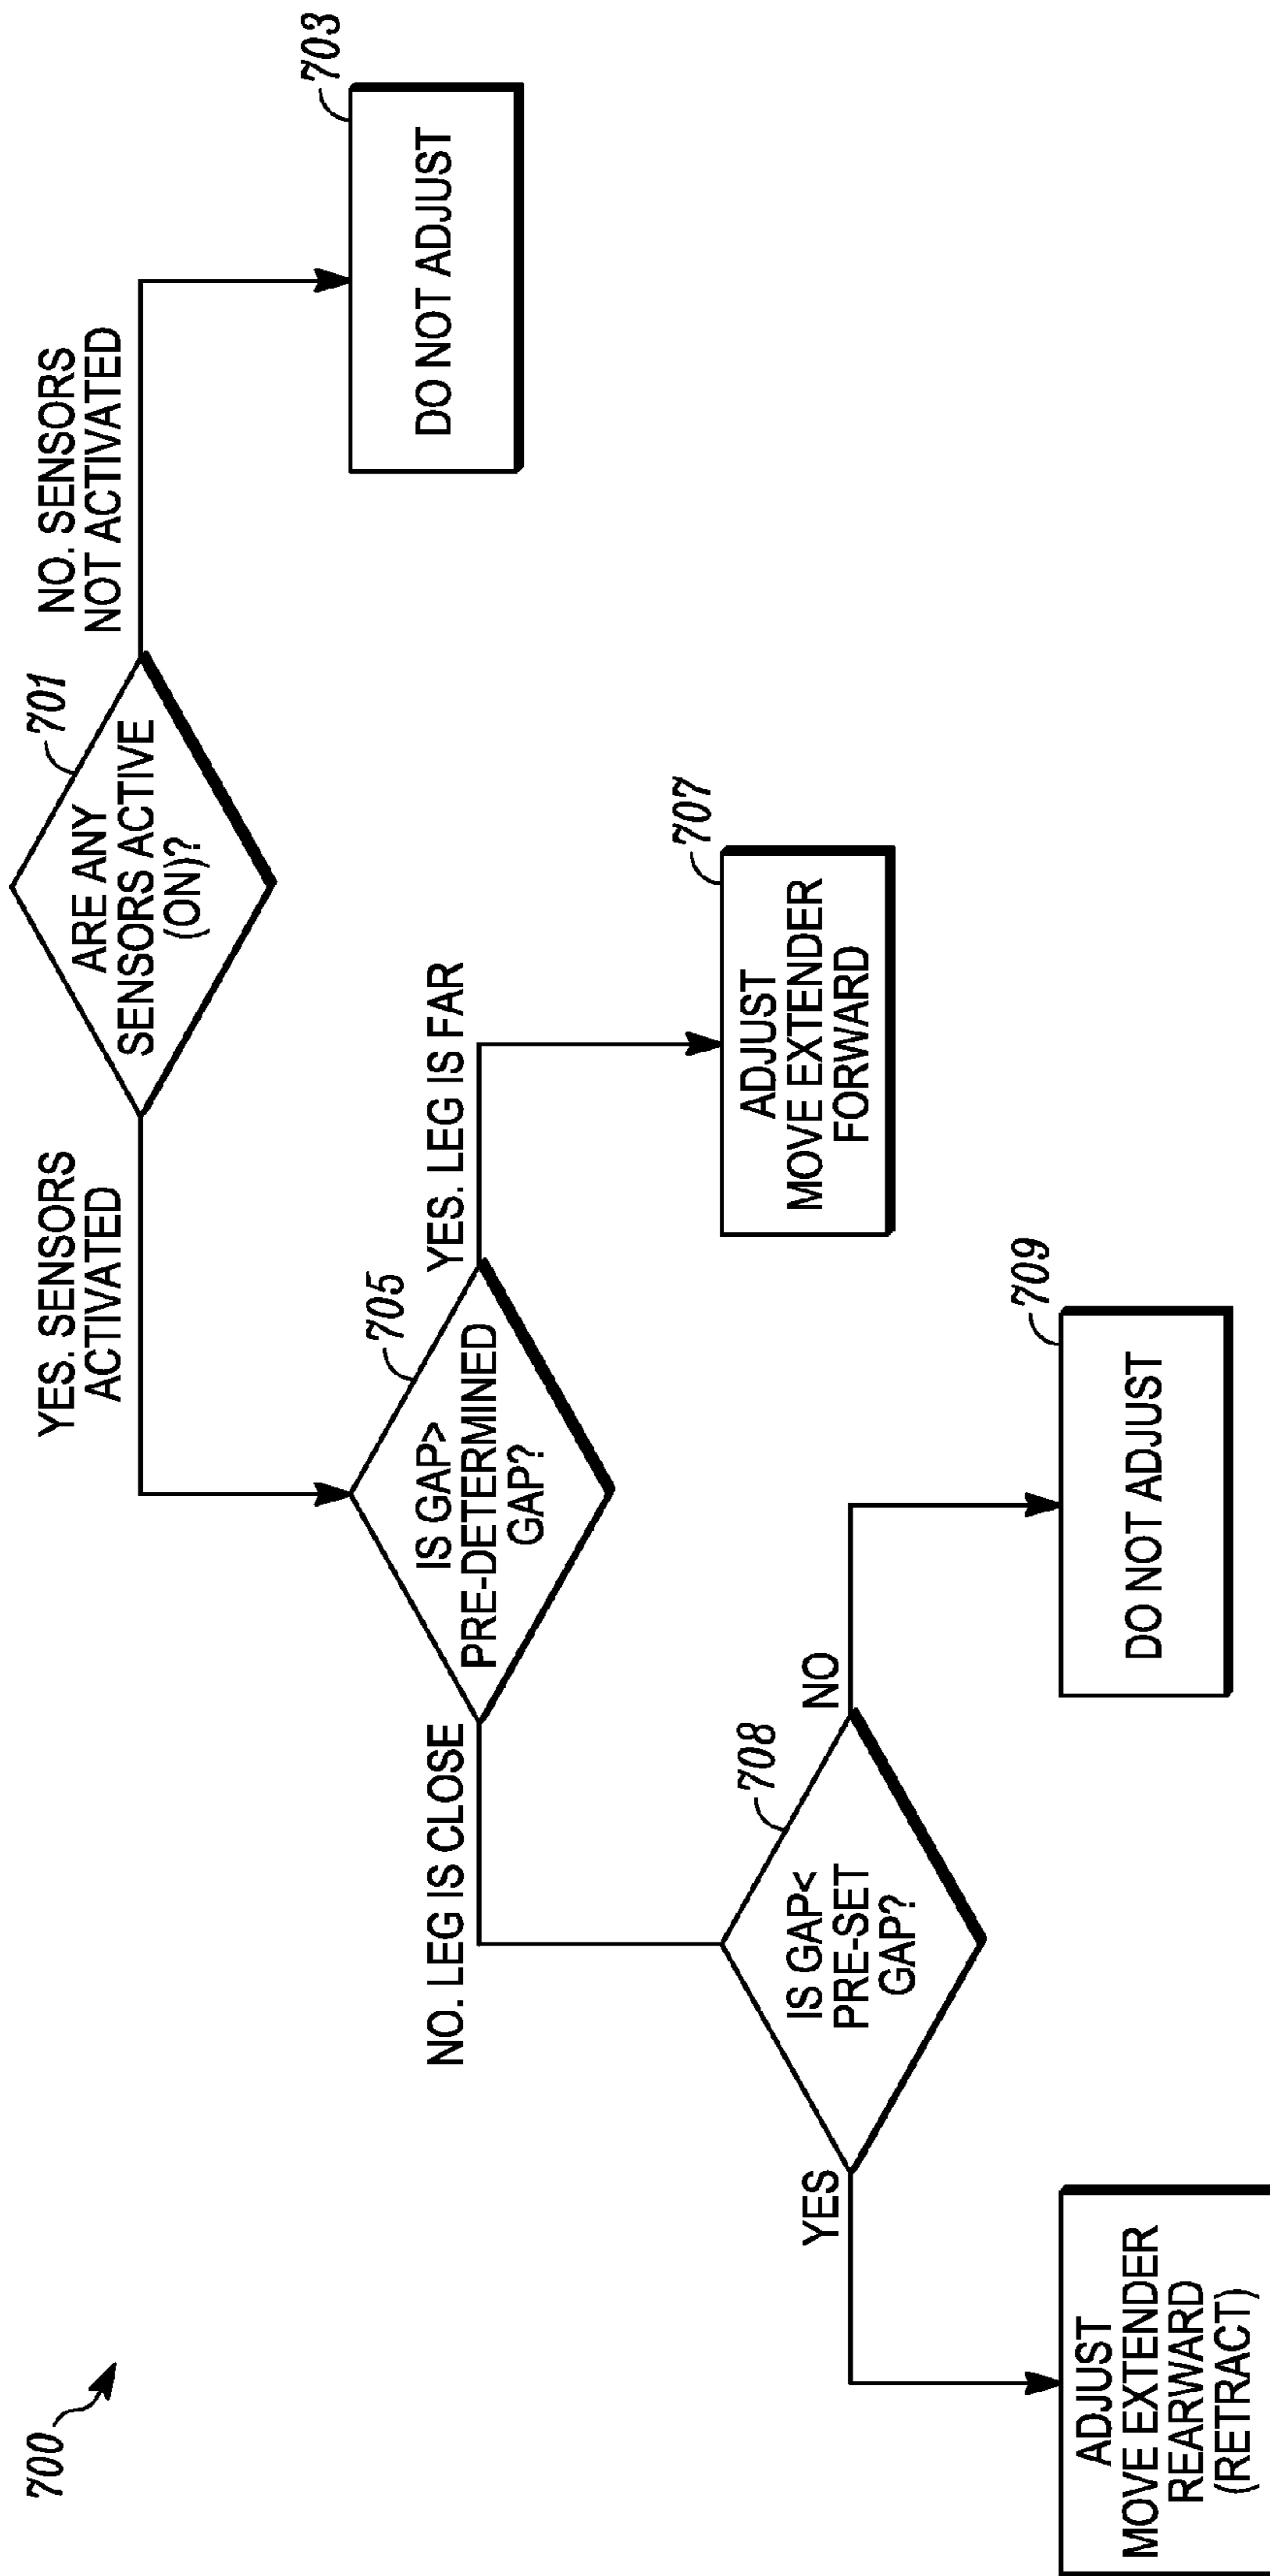 700
701
ARE ANY
SENSORS ACTIVE
(ON)?
YES. SENSORS
ACTIVATED
NO. SENSORS
NOT ACTIVATED
703
DO NOT ADJUST
705
IS GAP>
PRE-DETERMINED
GAP?
NO. LEG IS CLOSE
YES. LEG IS FAR
707
ADJUST
MOVE EXTENDER
FORWARD
708
IS GAP<
PRE-SET
GAP?
YES
NO
709
DO NOT ADJUST
ADJUST
MOVE EXTENDER
REARWARD
(RETRACT)